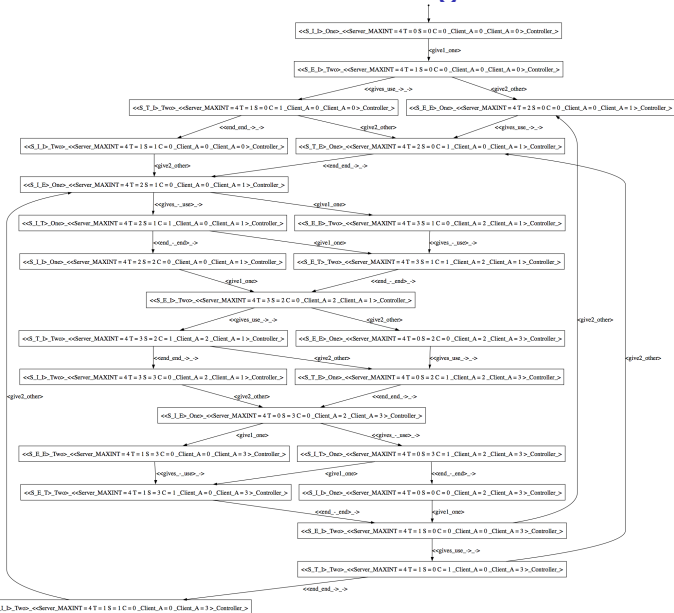 <<S_I_I>_One>_<<Server_MAXINT = 4 T = 0 S = 0 C = 0 _Client_A = 0 _Client_A = 0 >_Controller_>
<give1_one>
<<S_E_I>_Two>_<<Server_MAXINT = 4 T = 1 S = 0 C = 0 _Client_A = 0 _Client_A = 0 >_Controller_>
<<gives_use_->_->
<give2_other>
<<S_T_I>_Two>_<<Server_MAXINT = 4 T = 1 S = 0 C = 1 _Client_A = 0 _Client_A = 0 >_Controller_>
<<S_E_E>_One>_<<Server_MAXINT = 4 T = 2 S = 0 C = 0 _Client_A = 0 _Client_A = 1 >_Controller_>
<<end_end_->_->
<give2_other>
<<gives_use_->_->
<<S_I_I>_Two>_<<Server_MAXINT = 4 T = 1 S = 1 C = 0 _Client_A = 0 _Client_A = 0 >_Controller_>
<<S_T_E>_One>_<<Server_MAXINT = 4 T = 2 S = 0 C = 1 _Client_A = 0 _Client_A = 1 >_Controller_>
<give2_other>
<<end_end_->_->
<<S_I_E>_One>_<<Server_MAXINT = 4 T = 2 S = 1 C = 0 _Client_A = 0 _Client_A = 1 >_Controller_>
<<gives_-_use>_->
<give1_one>
<<S_I_T>_One>_<<Server_MAXINT = 4 T = 2 S = 1 C = 1 _Client_A = 0 _Client_A = 1 >_Controller_>
<<S_E_E>_Two>_<<Server_MAXINT = 4 T = 3 S = 1 C = 0 _Client_A = 2 _Client_A = 1 >_Controller_>
<<end_-_end>_->
<give1_one>
<<gives_-_use>_->
<<S_I_I>_One>_<<Server_MAXINT = 4 T = 2 S = 2 C = 0 _Client_A = 0 _Client_A = 1 >_Controller_>
<<S_E_T>_Two>_<<Server_MAXINT = 4 T = 3 S = 1 C = 1 _Client_A = 2 _Client_A = 1 >_Controller_>
<give1_one>
<<end_-_end>_->
<<S_E_I>_Two>_<<Server_MAXINT = 4 T = 3 S = 2 C = 0 _Client_A = 2 _Client_A = 1 >_Controller_>
<<gives_use_->_->
<give2_other>
<give2_other>
<<S_T_I>_Two>_<<Server_MAXINT = 4 T = 3 S = 2 C = 1 _Client_A = 2 _Client_A = 1 >_Controller_>
<<S_E_E>_One>_<<Server_MAXINT = 4 T = 0 S = 2 C = 0 _Client_A = 2 _Client_A = 3 >_Controller_>
<<end_end_->_->
<give2_other>
<<gives_use_->_->
<give2_other>
<<S_I_I>_Two>_<<Server_MAXINT = 4 T = 3 S = 3 C = 0 _Client_A = 2 _Client_A = 1 >_Controller_>
<<S_T_E>_One>_<<Server_MAXINT = 4 T = 0 S = 2 C = 1 _Client_A = 2 _Client_A = 3 >_Controller_>
<give2_other>
<give2_other>
<<end_end_->_->
<<S_I_E>_One>_<<Server_MAXINT = 4 T = 0 S = 3 C = 0 _Client_A = 2 _Client_A = 3 >_Controller_>
<give1_one>
<<gives_-_use>_->
<<S_E_E>_Two>_<<Server_MAXINT = 4 T = 1 S = 3 C = 0 _Client_A = 0 _Client_A = 3 >_Controller_>
<<S_I_T>_One>_<<Server_MAXINT = 4 T = 0 S = 3 C = 1 _Client_A = 2 _Client_A = 3 >_Controller_>
<<gives_-_use>_->
<give1_one>
<<end_-_end>_->
<<S_E_T>_Two>_<<Server_MAXINT = 4 T = 1 S = 3 C = 1 _Client_A = 0 _Client_A = 3 >_Controller_>
<<S_I_I>_One>_<<Server_MAXINT = 4 T = 0 S = 0 C = 0 _Client_A = 2 _Client_A = 3 >_Controller_>
<<end_-_end>_->
<give1_one>
<<S_E_I>_Two>_<<Server_MAXINT = 4 T = 1 S = 0 C = 0 _Client_A = 0 _Client_A = 3 >_Controller_>
<<gives_use_->_->
<<S_T_I>_Two>_<<Server_MAXINT = 4 T = 1 S = 0 C = 1 _Client_A = 0 _Client_A = 3 >_Controller_>
<<end_end_->_->
_I_I>_Two>_<<Server_MAXINT = 4 T = 1 S = 1 C = 0 _Client_A = 0 _Client_A = 3 >_Controller_>